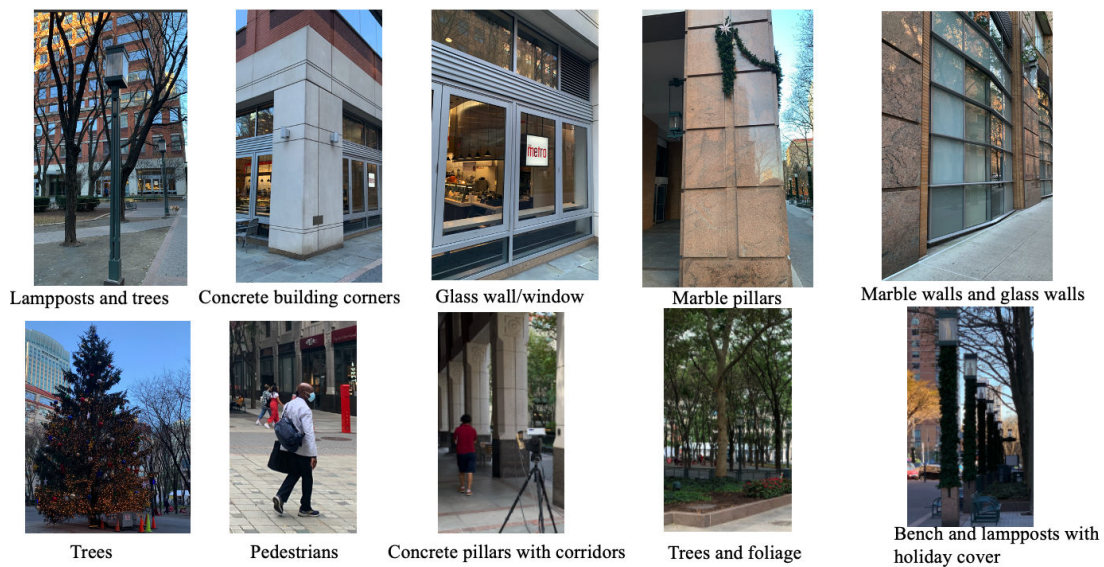 metro
Lampposts and trees
Concrete building corners
Glass wall/window
Marble pillars
Marble walls and glass walls
Trees
Pedestrians
Concrete pillars with corridors
Trees and foliage
Bench and lampposts with
holiday cover